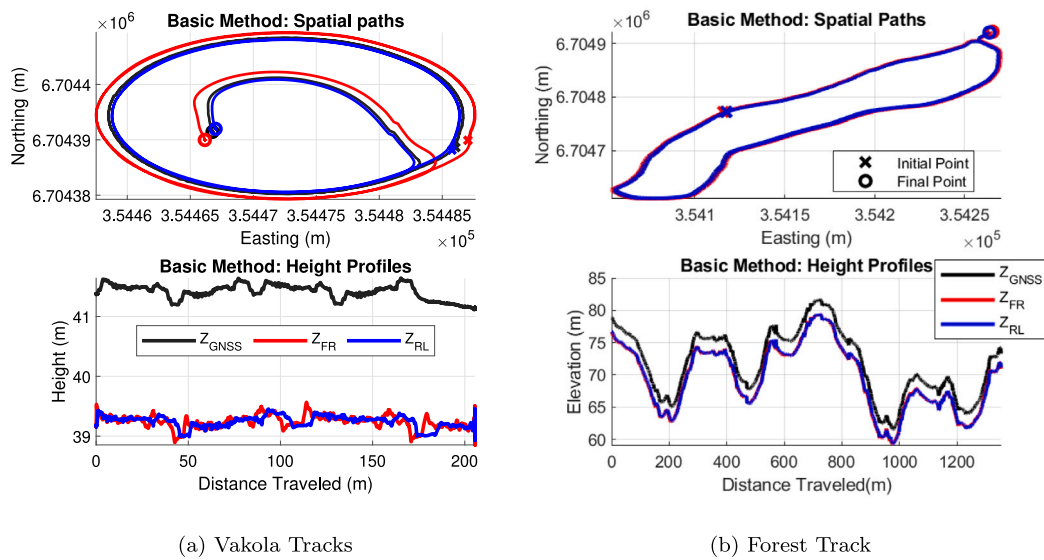 Basic Method: Spatial paths
× 10⁶
Northing (m)
6.7044
6.70439
6.70438
3.5446 3.54465 3.5447 3.54475 3.5448 3.54485
Easting (m)
× 10⁵
Basic Method: Height Profiles
Height (m)
41
39
Z_GNSS Z_FR Z_RL
0 50 100 150 200
Distance Traveled (m)
(a) Vakola Tracks
Basic Method: Spatial Paths
× 10⁶
Northing (m)
6.7049
6.7048
6.7047
Initial Point
Final Point
3.541 3.5415 3.542 3.5425
Easting (m)
× 10⁵
Basic Method: Height Profiles
Z_GNSS
Z_FR
Z_RL
Elevation (m)
85
80
75
70
65
60
0 200 400 600 800 1000 1200
Distance Traveled(m)
(b) Forest Track